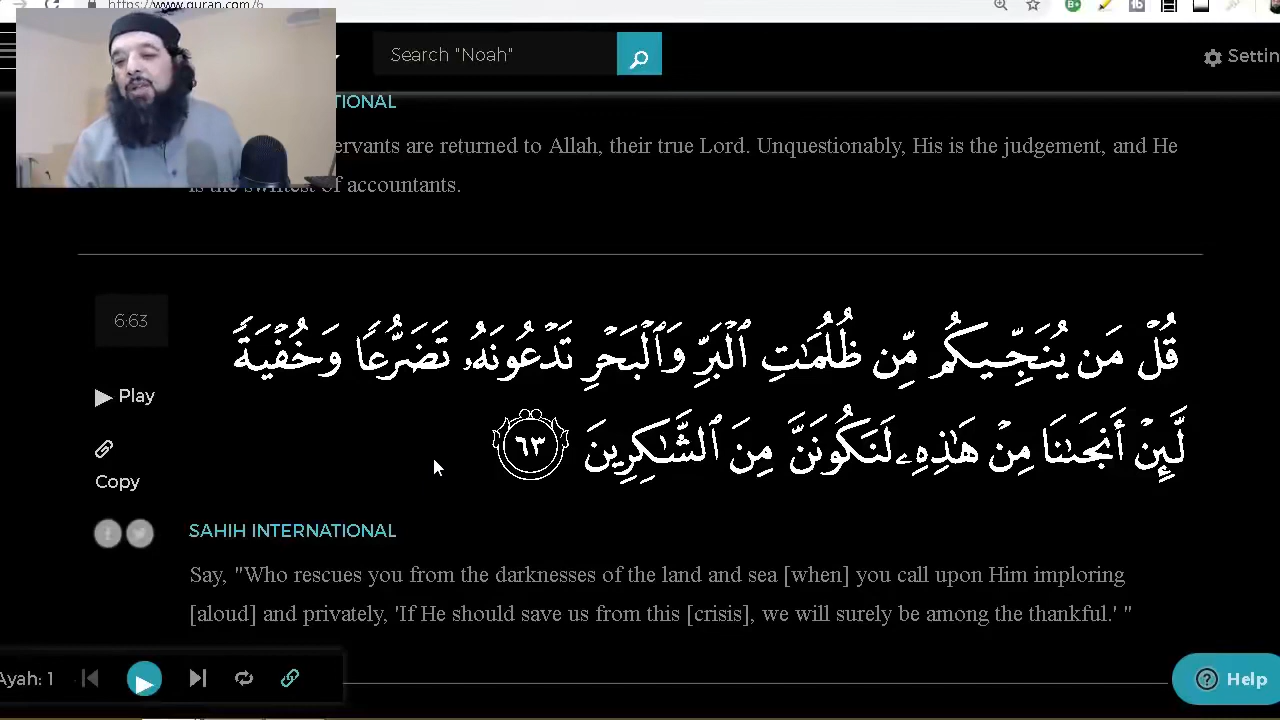 https://www.quran.com/6
Search "Noah"
Settin
TIONAL
ervants are returned to Allah, their true Lord. Unquestionably, His is the judgement, and He
is the swiftest of accountants.
6:63
قُلْ مَن يُنَجِّيكُم مِّن ظُلُمَٰتِ ٱلْبَرِّ وَٱلْبَحْرِ تَدْعُونَهُۥ تَضَرُّعًا وَخُفْيَةً
لَّئِنْ أَنجَىٰنَا مِنْ هَٰذِهِۦ لَنَكُونَنَّ مِنَ ٱلشَّٰكِرِينَ ٦٣
Play
Copy
SAHIH INTERNATIONAL
Say, "Who rescues you from the darknesses of the land and sea [when] you call upon Him imploring
[aloud] and privately, 'If He should save us from this [crisis], we will surely be among the thankful.' "
Ayah: 1
Help